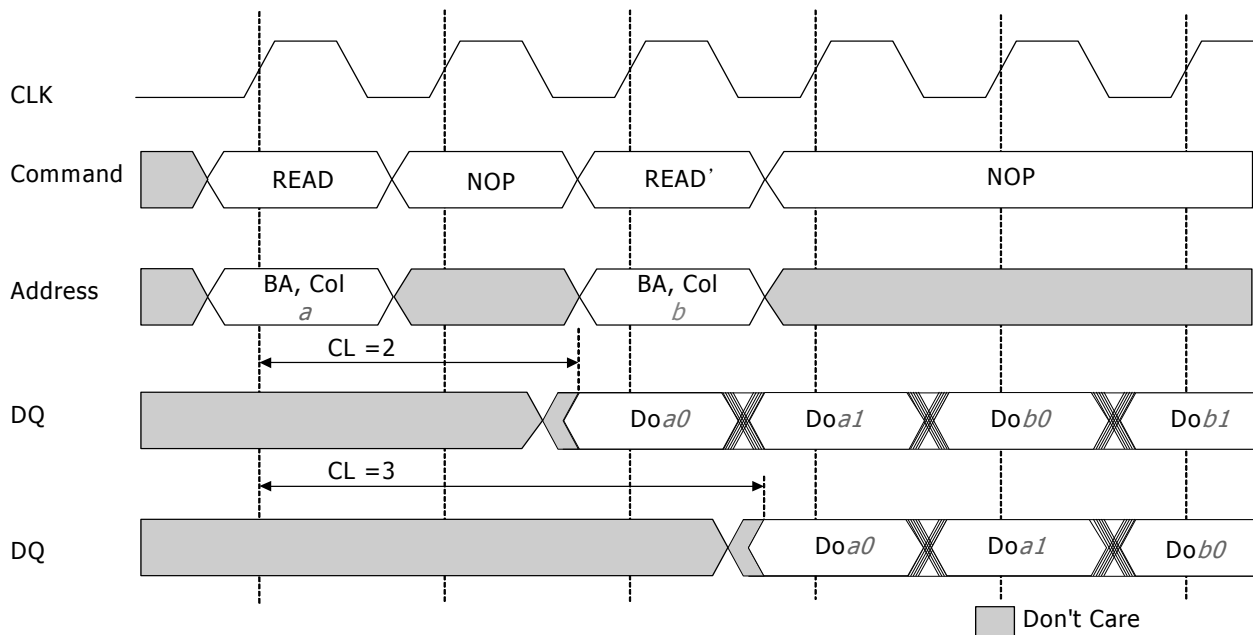 CLK
Command
READ
NOP
READ'
NOP
Address
BA, Col
a
BA, Col
b
CL =2
DQ
Doa0
Doa1
Dob0
Dob1
CL =3
DQ
Doa0
Doa1
Dob0
Don't Care